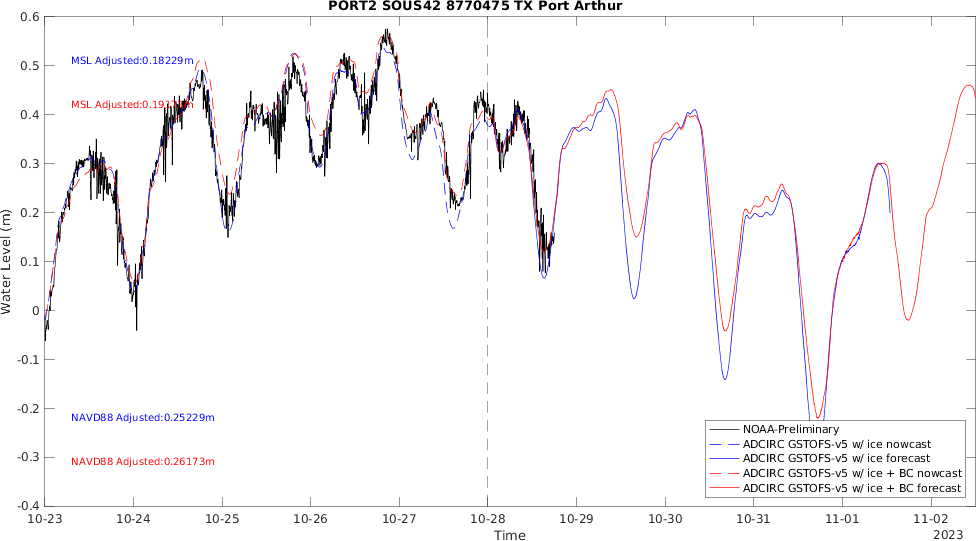 PORT2 SOUS42 8770475 TX Port Arthur
0.6
0.5
0.4
0.3
0.2
0.1
0
-0.1
-0.2
-0.3
-0.4
Water Level (m)
MSL Adjusted:0.18229m
MSL Adjusted:0.19
NAVD88 Adjusted:0.25229m
NAVD88 Adjusted:0.26173m
NOAA-Preliminary
ADCIRC GSTOFS-v5 w/ ice nowcast
ADCIRC GSTOFS-v5 w/ ice forecast
ADCIRC GSTOFS-v5 w/ ice + BC nowcast
ADCIRC GSTOFS-v5 w/ ice + BC forecast
10-23 10-24 10-25 10-26 10-27 10-28 10-29 10-30 10-31 11-01 11-02
Time
2023